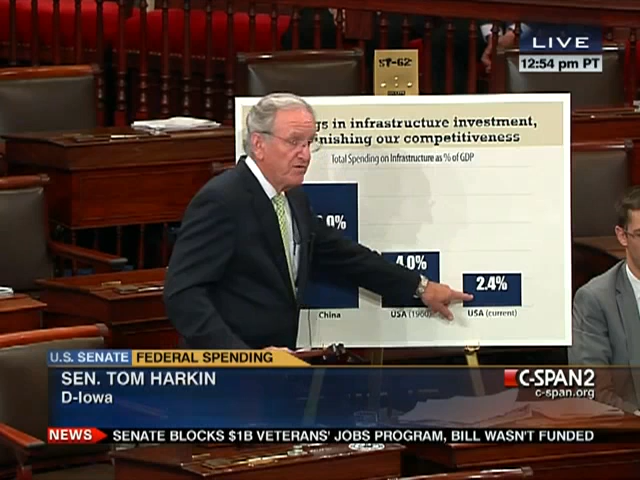 LIVE
12:54 pm PT
ST-62
in infrastructure investment,
our competitiveness
Total Spending on Infrastructure as % of GDP
4.0%
2.4%
China
USA (1960)
USA (current)
U.S. SENATE FEDERAL SPENDING
SEN. TOM HARKIN
D-Iowa
C-SPAN2
c-span.org
NEWS SENATE BLOCKS $1B VETERANS' JOBS PROGRAM, BILL WASN'T FUNDED